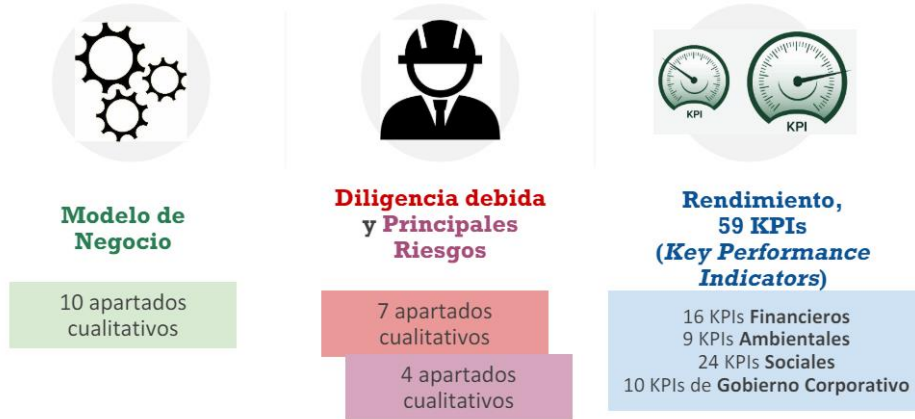 KPI
KPI
Modelo de
Negocio
10 apartados
cualitativos
Diligencia debida
y Principales
Riesgos
7 apartados
cualitativos
4 apartados
cualitativos
Rendimiento,
59 KPIs
(Key Performance
Indicators)
16 KPIs Financieros
9 KPIs Ambientales
24 KPIs Sociales
10 KPIs de Gobierno Corporativo